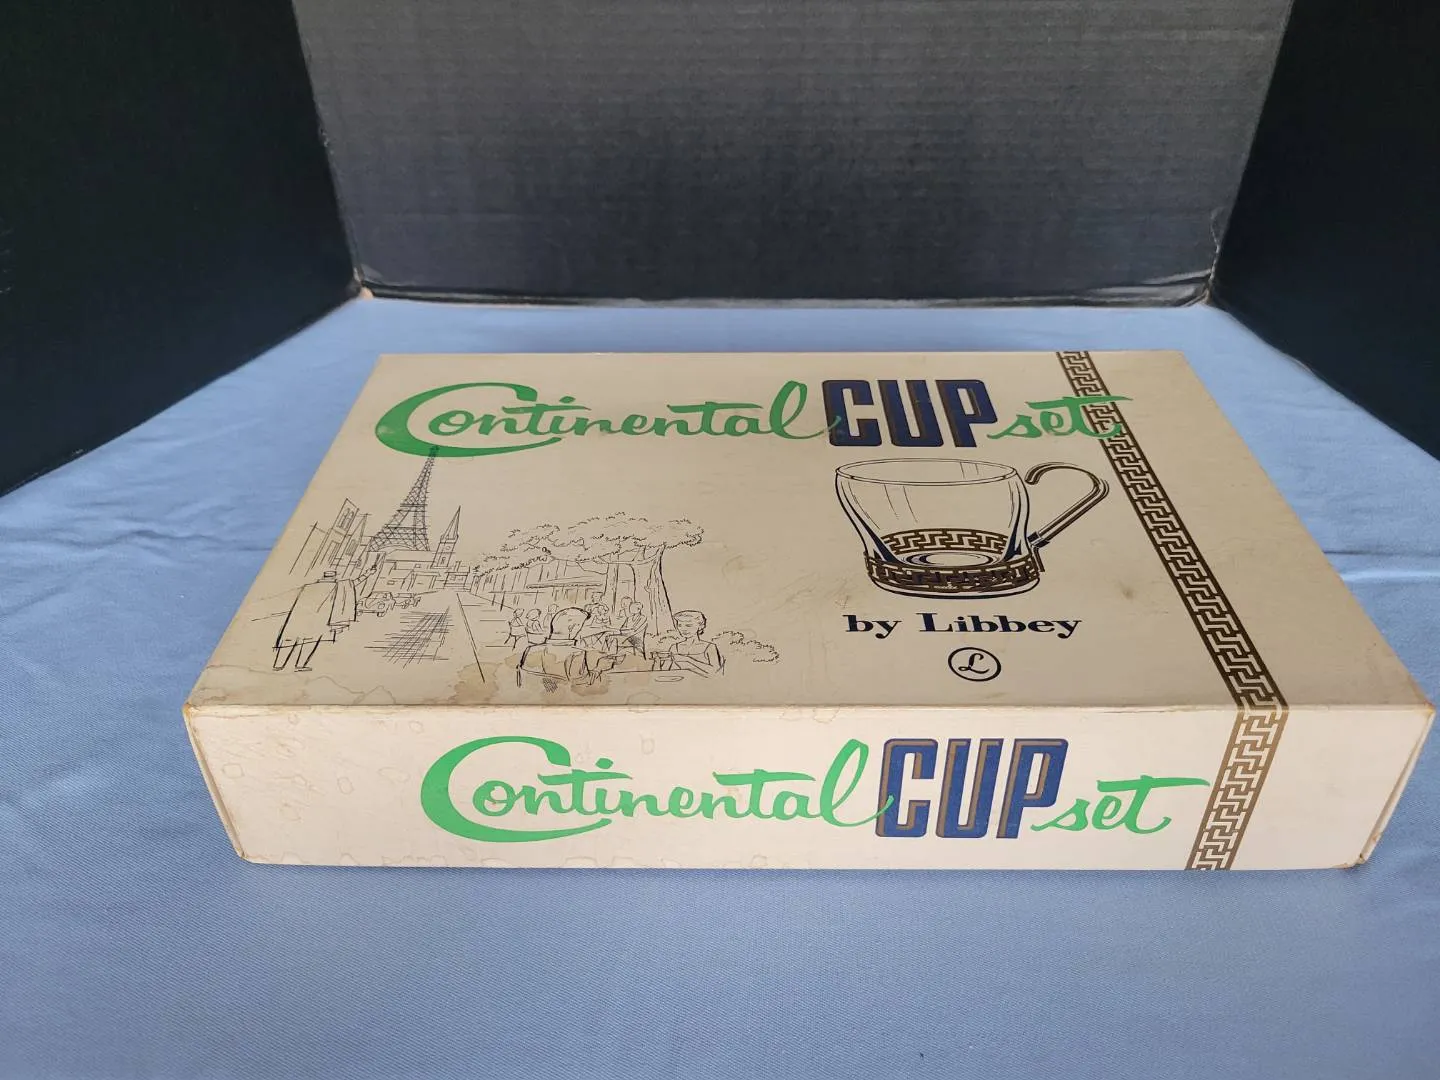 Continental CUP set
by Libbey
L
Continental CUP set